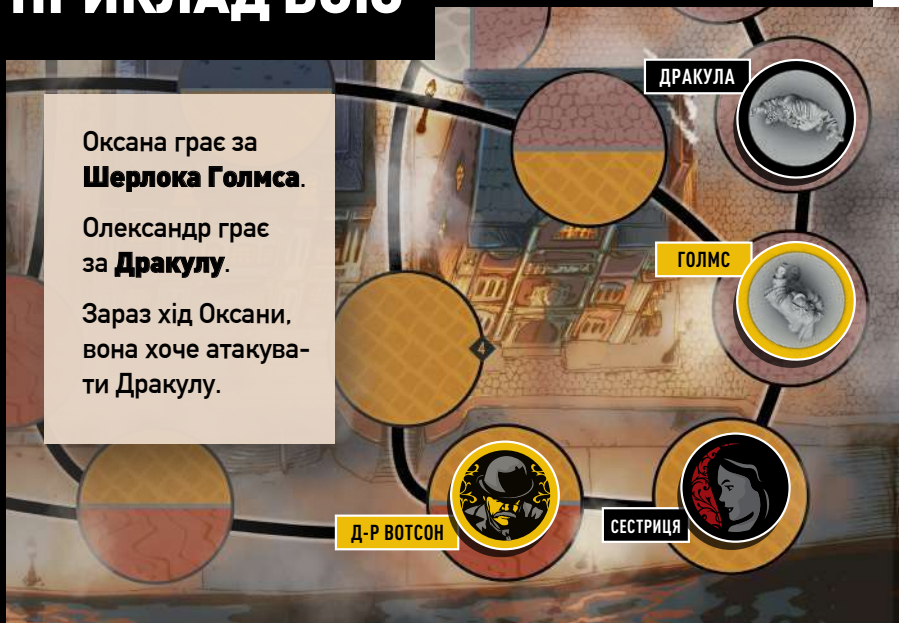 ПРИКЛАД БОЮ
ДРАКУЛА
Оксана грає за
Шерлока Голмса.
Олександр грає
за Дракулу.
Зараз хід Оксани,
вона хоче атакува-
ти Дракулу.
ГОЛМС
4
Д-Р ВОТСОН
СЕСТРИЦЯ